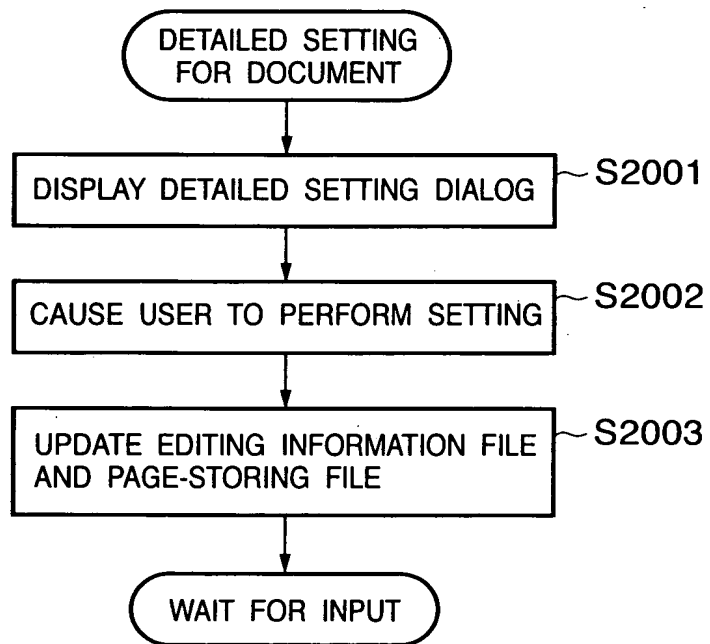 DETAILED SETTING
FOR DOCUMENT
DISPLAY DETAILED SETTING DIALOG
S2001
CAUSE USER TO PERFORM SETTING
S2002
UPDATE EDITING INFORMATION FILE
AND PAGE-STORING FILE
S2003
WAIT FOR INPUT